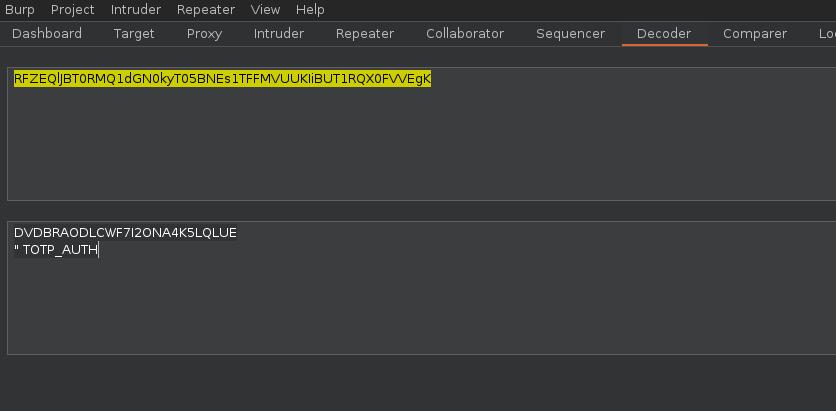 Burp Project Intruder Repeater View Help
Dashboard Target Proxy Intruder Repeater Collaborator Sequencer Decoder Comparer Lo
RFZEQlJBT0RMQ1dGN0kyT05BNEs1TFFMVUUKIiBUT1RQX0FVVEgK
DVDBRAODLCWF7I2ONA4K5LQLUE
" TOTP_AUTH